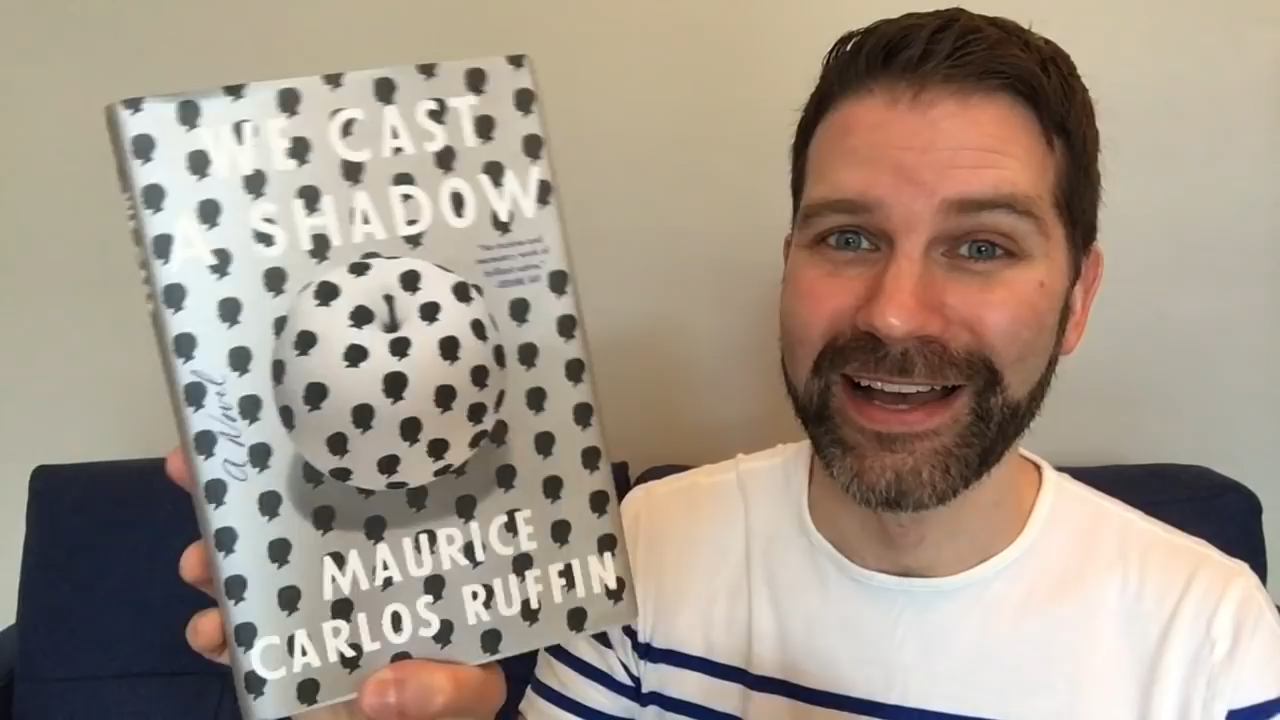 WE CAST
A SHADOW
a Novel
MAURICE
CARLOS RUFFIN